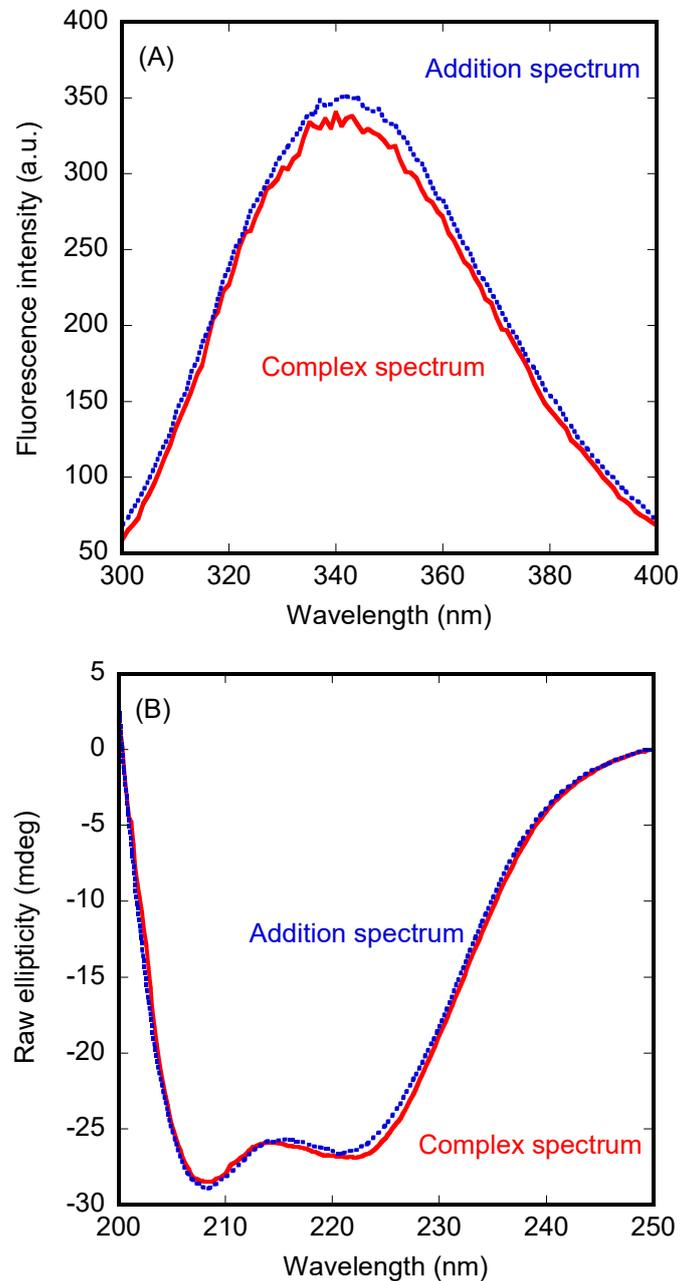 400
(A)
Addition spectrum
350
300
250
200
Complex spectrum
150
100
50
300 320 340 360 380 400
Fluorescence intensity (a.u.)
Wavelength (nm)
5
(B)
0
-5
-10
Addition spectrum
-15
-20
-25
Complex spectrum
-30
200 210 220 230 240 250
Raw ellipticity (mdeg)
Wavelength (nm)